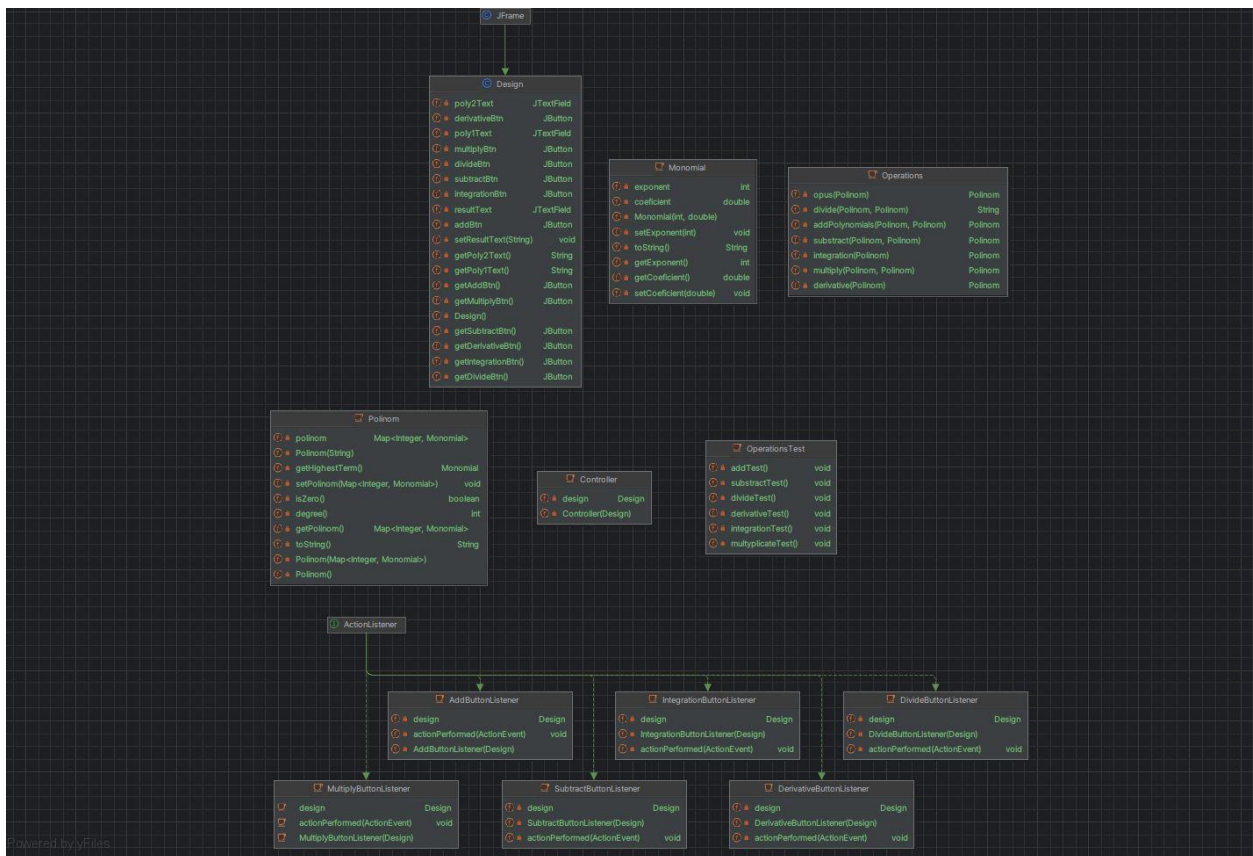 JFrame
Design
poly2Text JTextField
derivativeBtn JButton
poly1Text JTextField
multiplyBtn JButton
divideBtn JButton
subtractBtn JButton
integrationBtn JButton
resultText JTextField
addBtn JButton
setResultText(String) void
getPoly2Text() String
getPoly1Text() String
getAddBtn() JButton
getMultiplyBtn() JButton
Design()
getSubtractBtn() JButton
getDerivativeBtn() JButton
getIntegrationBtn() JButton
getDivideBtn() JButton
Monomial
exponent int
coeficient double
Monomial(int, double)
setExponent(int) void
toString() String
getExponent() int
getCoeficient() double
setCoeficient(double) void
Operations
opus(Polinom) Polinom
divide(Polinom, Polinom) String
addPolynomials(Polinom, Polinom) Polinom
substract(Polinom, Polinom) Polinom
integration(Polinom) Polinom
multiply(Polinom, Polinom) Polinom
derivative(Polinom) Polinom
Polinom
polinom Map<Integer, Monomial>
Polinom(String)
getHighestTerm() Monomial
setPolinom(Map<Integer, Monomial>) void
isZero() boolean
degree() int
getPolinom() Map<Integer, Monomial>
toString() String
Polinom(Map<Integer, Monomial>)
Polinom()
Controller
design Design
Controller(Design)
OperationsTest
addTest() void
substractTest() void
divideTest() void
derivativeTest() void
integrationTest() void
multyplicateTest() void
ActionListener
AddButtonListener
design Design
actionPerformed(ActionEvent) void
AddButtonListener(Design)
IntegrationButtonListener
design Design
IntegrationButtonListener(Design)
actionPerformed(ActionEvent) void
DivideButtonListener
design Design
DivideButtonListener(Design)
actionPerformed(ActionEvent) void
MultiplyButtonListener
design Design
actionPerformed(ActionEvent) void
MultiplyButtonListener(Design)
SubtractButtonListener
design Design
SubtractButtonListener(Design)
actionPerformed(ActionEvent) void
DerivativeButtonListener
design Design
DerivativeButtonListener(Design)
actionPerformed(ActionEvent) void
Powered by yFiles